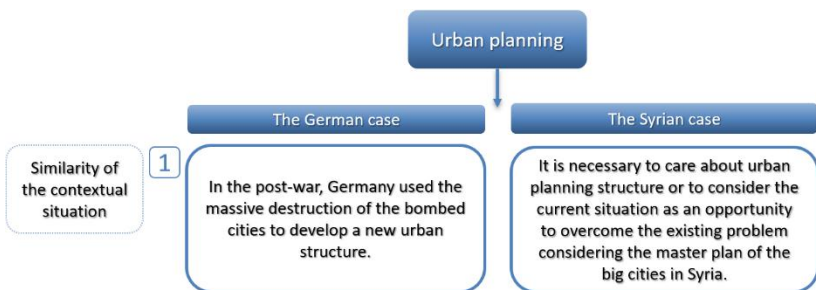 Urban planning
The German case
The Syrian case
Similarity of
the contextual
situation
1
In the post-war, Germany used the
massive destruction of the bombed
cities to develop a new urban
structure.
It is necessary to care about urban
planning structure or to consider the
current situation as an opportunity
to overcome the existing problem
considering the master plan of the
big cities in Syria.